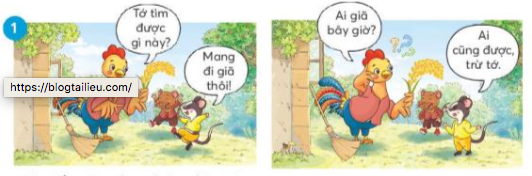 1
Tớ tìm
được
gì này?
Mang
đi giã
thôi!
https://blogtailieu.com/
Ai giã
bây giờ?
Ai
cũng được,
trừ tớ.